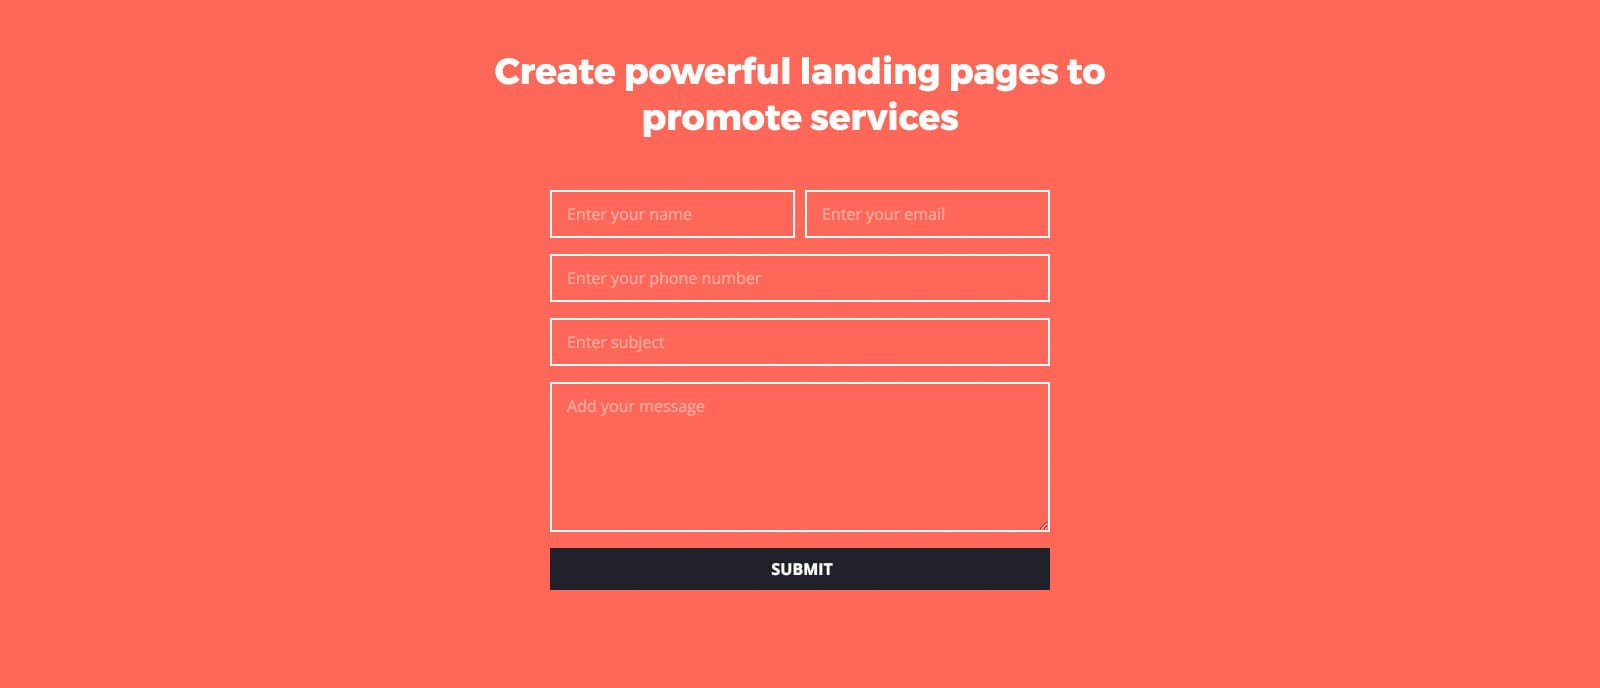 Create powerful landing pages to
promote services
Enter your name
Enter your email
Enter your phone number
Enter subject
Add your message
SUBMIT